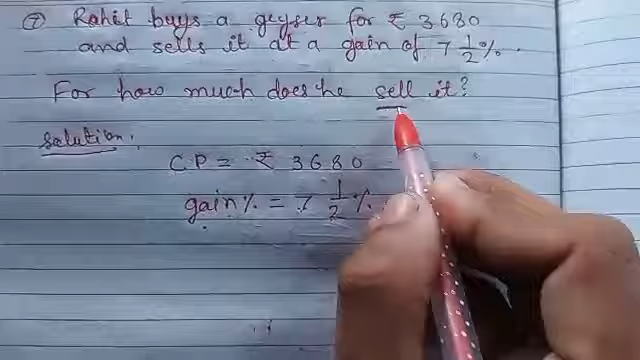 ⑦ Rohit buys a geyser for ₹ 3680
and sells it at a gain of 7 1/2 %.
For how much does he sell it?
Solution:
C.P = ₹ 3680
gain % = 7 1/2 %